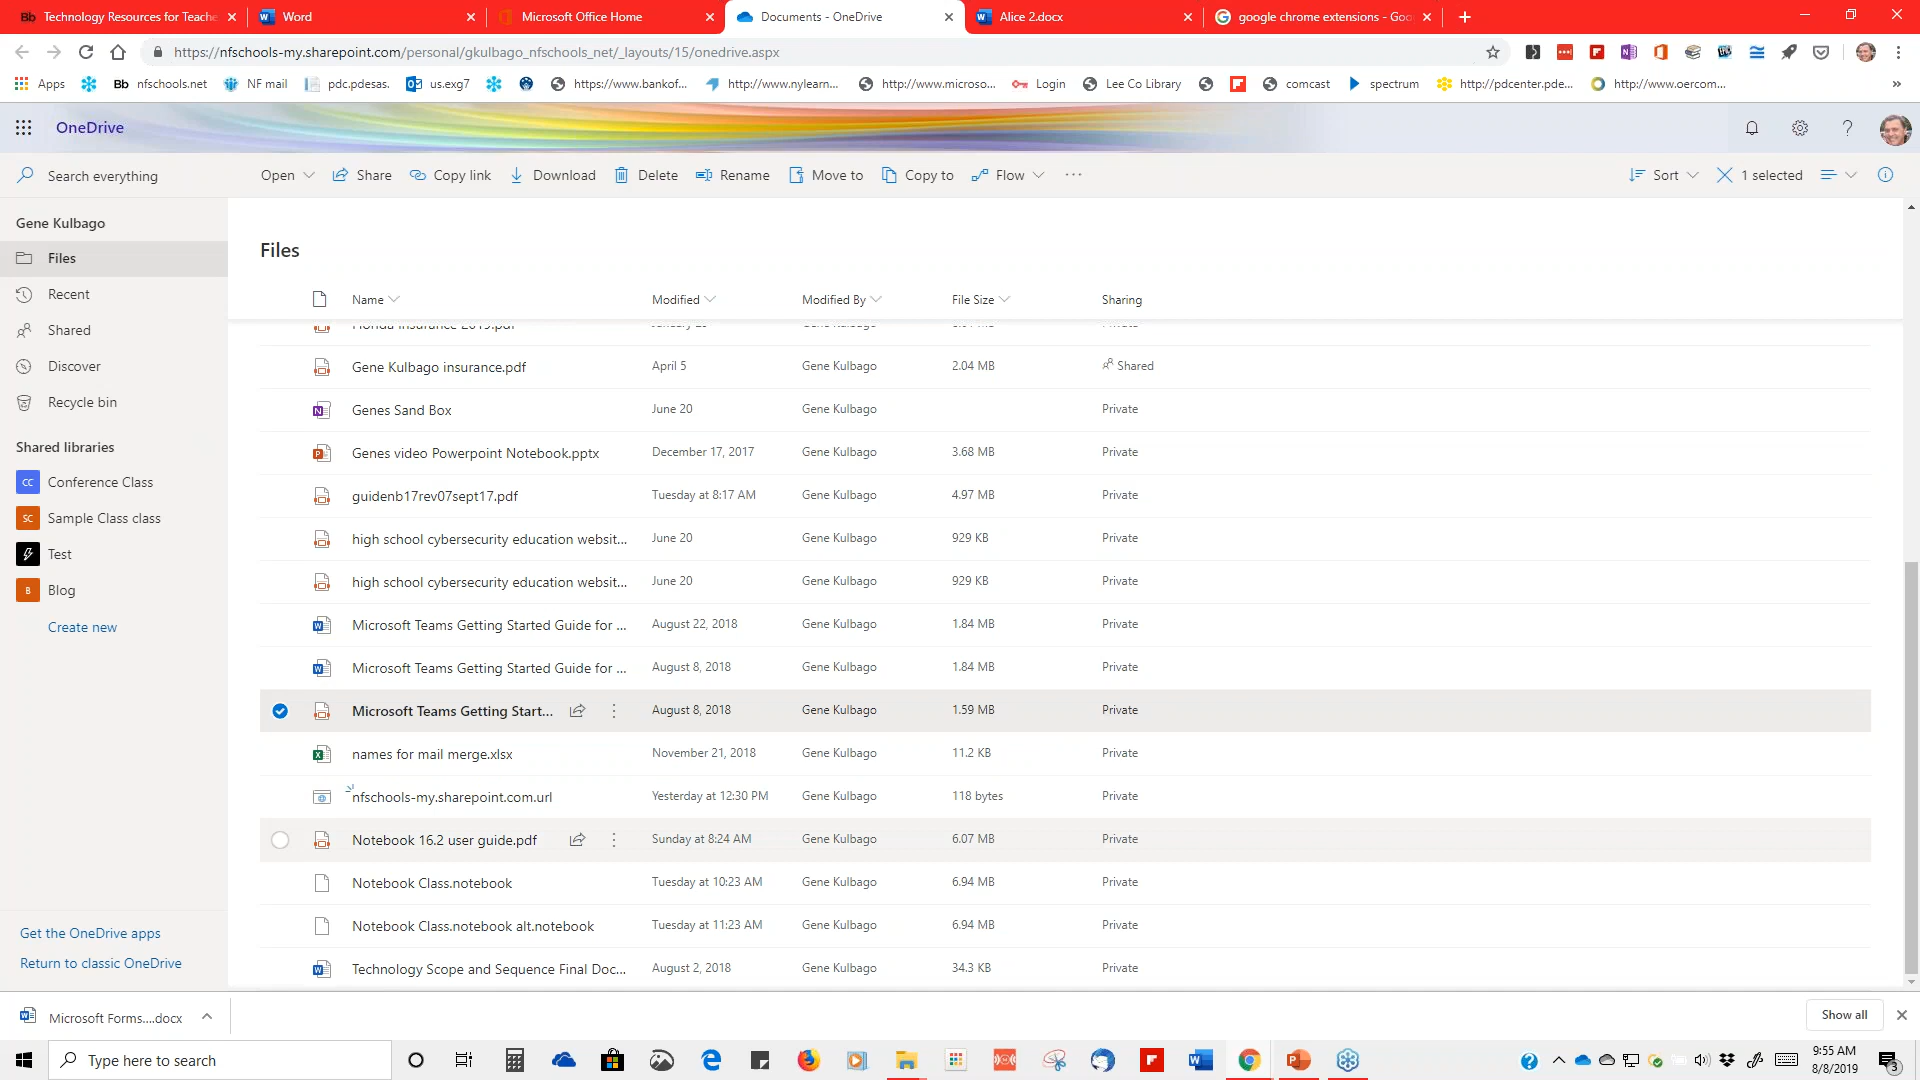 Technology Resources for Teache
Word
Microsoft Office Home
Documents - OneDrive
Alice 2.docx
google chrome extensions - Goo
https://nfschools-my.sharepoint.com/personal/gkulbago_nfschools_net/_layouts/15/onedrive.aspx
Apps
Bb nfschools.net
NF mail
pdc.pdesas.
us.exg7
https://www.bankof...
http://www.nylearn...
http://www.microso...
Login
Lee Co Library
comcast
spectrum
http://pdcenter.pde...
http://www.oercom...
OneDrive
Search everything
Open
Share
Copy link
Download
Delete
Rename
Move to
Copy to
Flow
Sort
1 selected
Gene Kulbago
Files
Recent
Shared
Discover
Recycle bin
Shared libraries
CC Conference Class
SC Sample Class class
Test
B Blog
Create new
Get the OneDrive apps
Return to classic OneDrive
Files
Name Modified Modified By File Size Sharing
Gene Kulbago insurance.pdf April 5 Gene Kulbago 2.04 MB Shared
Genes Sand Box June 20 Gene Kulbago Private
Genes video Powerpoint Notebook.pptx December 17, 2017 Gene Kulbago 3.68 MB Private
guidenb17rev07sept17.pdf Tuesday at 8:17 AM Gene Kulbago 4.97 MB Private
high school cybersecurity education websit... June 20 Gene Kulbago 929 KB Private
high school cybersecurity education websit... June 20 Gene Kulbago 929 KB Private
Microsoft Teams Getting Started Guide for ... August 22, 2018 Gene Kulbago 1.84 MB Private
Microsoft Teams Getting Started Guide for ... August 8, 2018 Gene Kulbago 1.84 MB Private
Microsoft Teams Getting Start... August 8, 2018 Gene Kulbago 1.59 MB Private
names for mail merge.xlsx November 21, 2018 Gene Kulbago 11.2 KB Private
nfschools-my.sharepoint.com.url Yesterday at 12:30 PM Gene Kulbago 118 bytes Private
Notebook 16.2 user guide.pdf Sunday at 8:24 AM Gene Kulbago 6.07 MB Private
Notebook Class.notebook Tuesday at 10:23 AM Gene Kulbago 6.94 MB Private
Notebook Class.notebook alt.notebook Tuesday at 11:23 AM Gene Kulbago 6.94 MB Private
Technology Scope and Sequence Final Doc... August 2, 2018 Gene Kulbago 34.3 KB Private
Microsoft Forms....docx
Show all
Type here to search
9:55 AM
8/8/2019
3